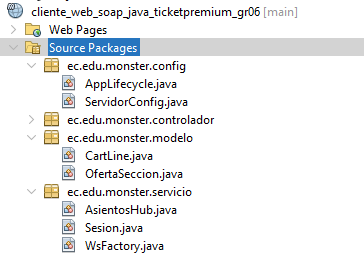 cliente_web_soap_java_ticketpremium_gr06 [main]
Web Pages
Source Packages
ec.edu.monster.config
AppLifecycle.java
ServidorConfig.java
ec.edu.monster.controlador
ec.edu.monster.modelo
CartLine.java
OfertaSeccion.java
ec.edu.monster.servicio
AsientosHub.java
Sesion.java
WsFactory.java